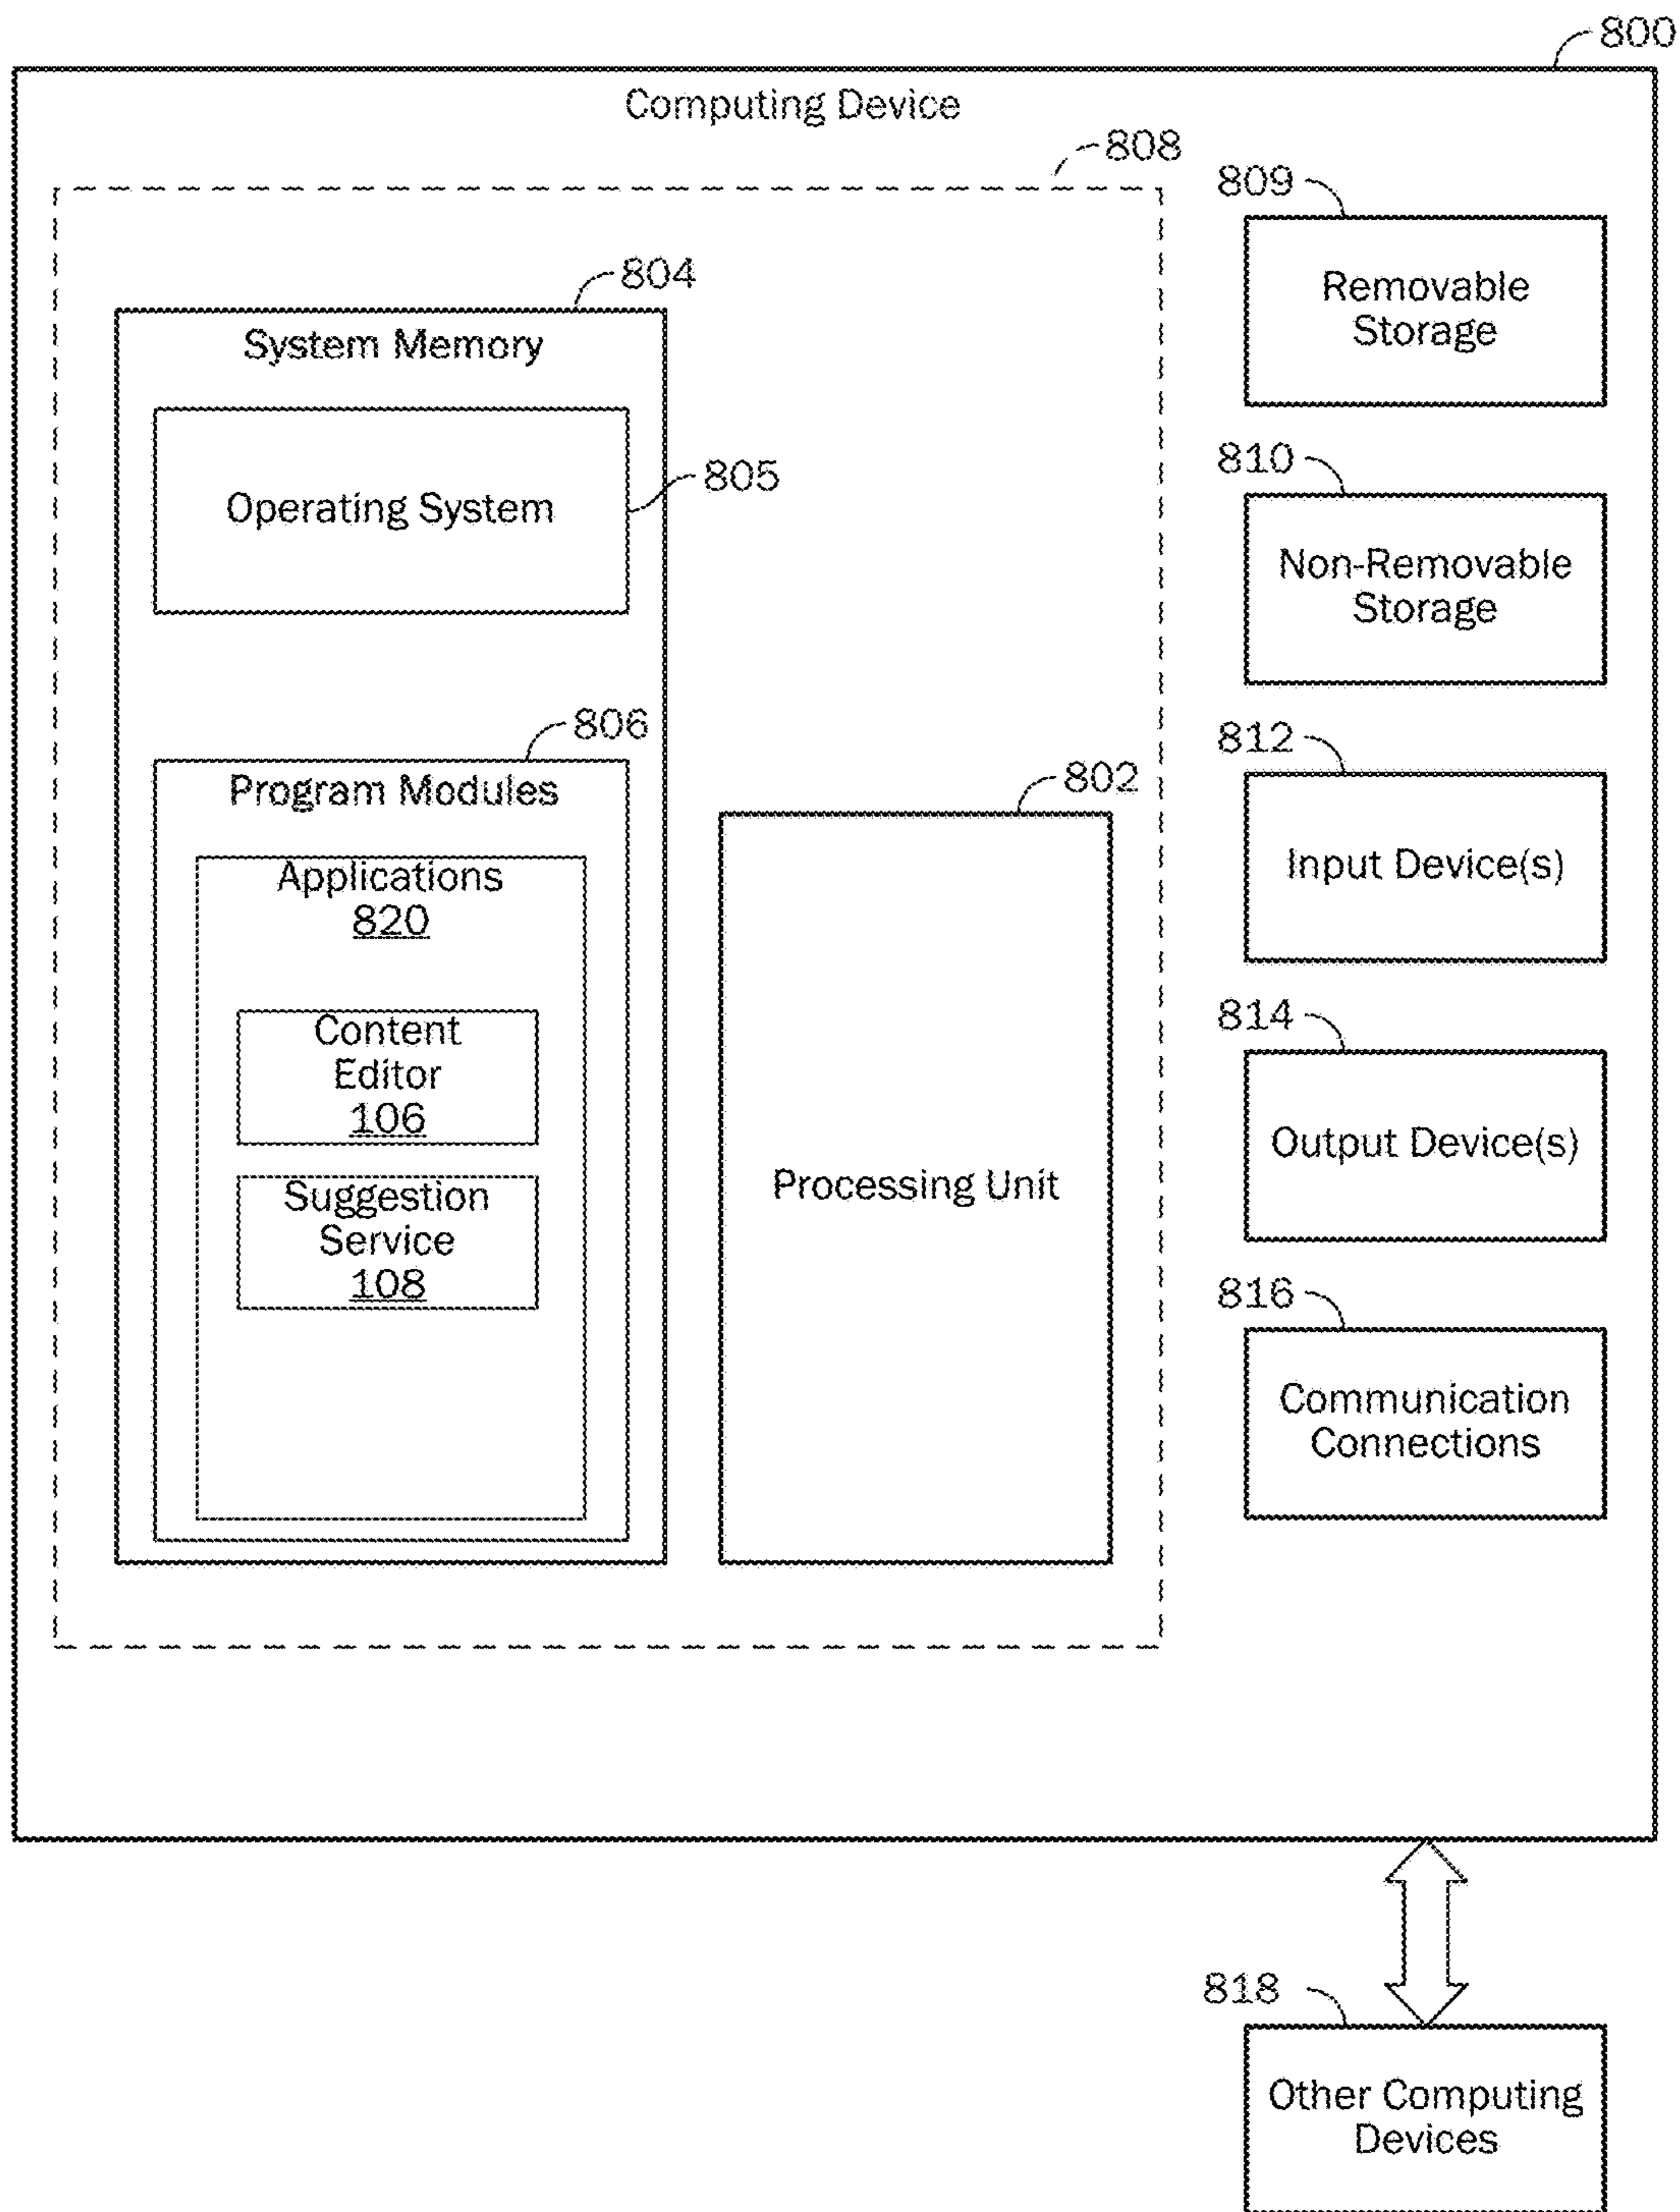 800
Computing Device
808
809
Removable
Storage
804
System Memory
Operating System
805
810
Non-Removable
Storage
806
Program Modules
Applications
820
Content
Editor
106
Suggestion
Service
108
802
Processing Unit
812
Input Device(s)
814
Output Device(s)
816
Communication
Connections
818
Other Computing
Devices